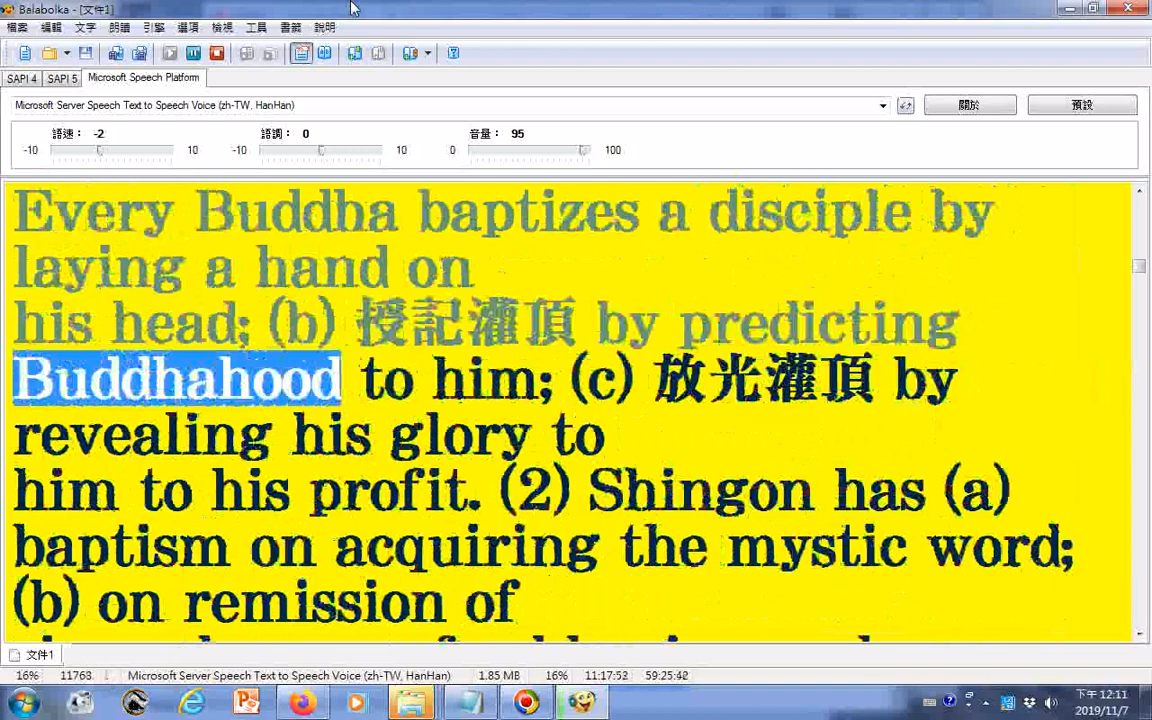 Balabolka - [文件1]
檔案 編輯 文字 朗讀 引擎 選項 檢視 工具 書籤 說明
SAPI 4 SAPI 5 Microsoft Speech Platform
Microsoft Server Speech Text to Speech Voice (zh-TW, HanHan) 關於 預設
語速： -2 語調： 0 音量： 95
-10 10 -10 10 0 100
Every Buddha baptizes a disciple by
laying a hand on
his head; (b) 授記灌頂 by predicting
Buddhahood to him; (c) 放光灌頂 by
revealing his glory to
him to his profit. (2) Shingon has (a)
baptism on acquiring the mystic word;
(b) on remission of
文件1
16% 11768 Microsoft Server Speech Text to Speech Voice (zh-TW, HanHan) 1.85 MB 16% 11:17:52 59:25:42
下午 12:11
2019/11/7